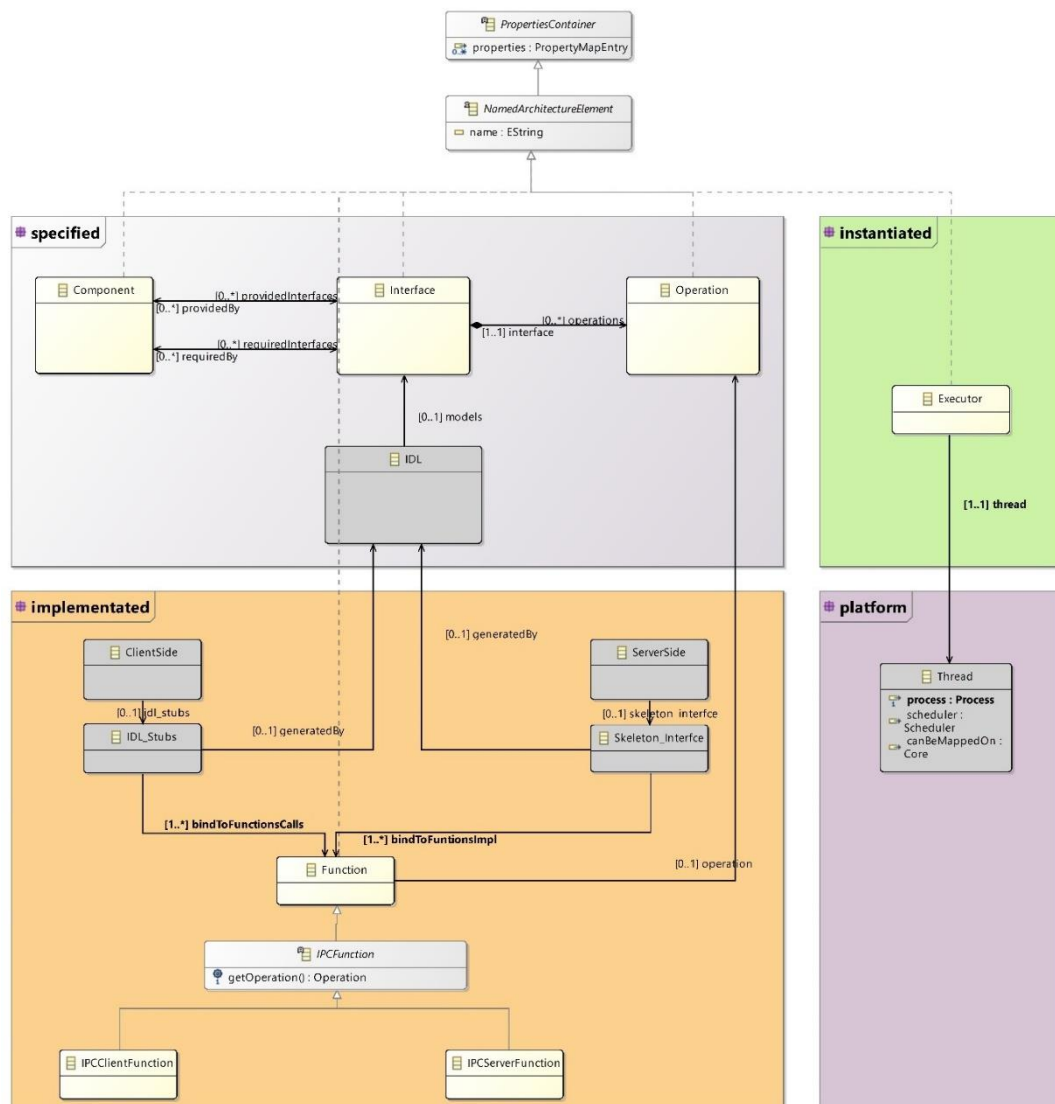 PropertiesContainer
properties : PropertyMapEntry
NamedArchitectureElement
name : EString
specified
instantiated
Component
Interface
Operation
[0..*] providedInterfaces
[0..*] providedBy
[0..*] operations
[1..1] interface
[0..*] requiredInterfaces
[0..*] requiredBy
Executor
[0..1] models
IDL
[1..1] thread
implementated
platform
[0..1] generatedBy
ClientSide
ServerSide
Thread
process : Process
scheduler :
Scheduler
canBeMappedOn :
Core
[0..1] idl_stubs
[0..1] skeleton_interfce
IDL_Stubs
[0..1] generatedBy
Skeleton_Interfce
[1..*] bindToFunctionsCalls
[1..*] bindToFuntionsImpl
Function
[0..1] operation
IPCFunction
getOperation() : Operation
IPCClientFunction
IPCServerFunction